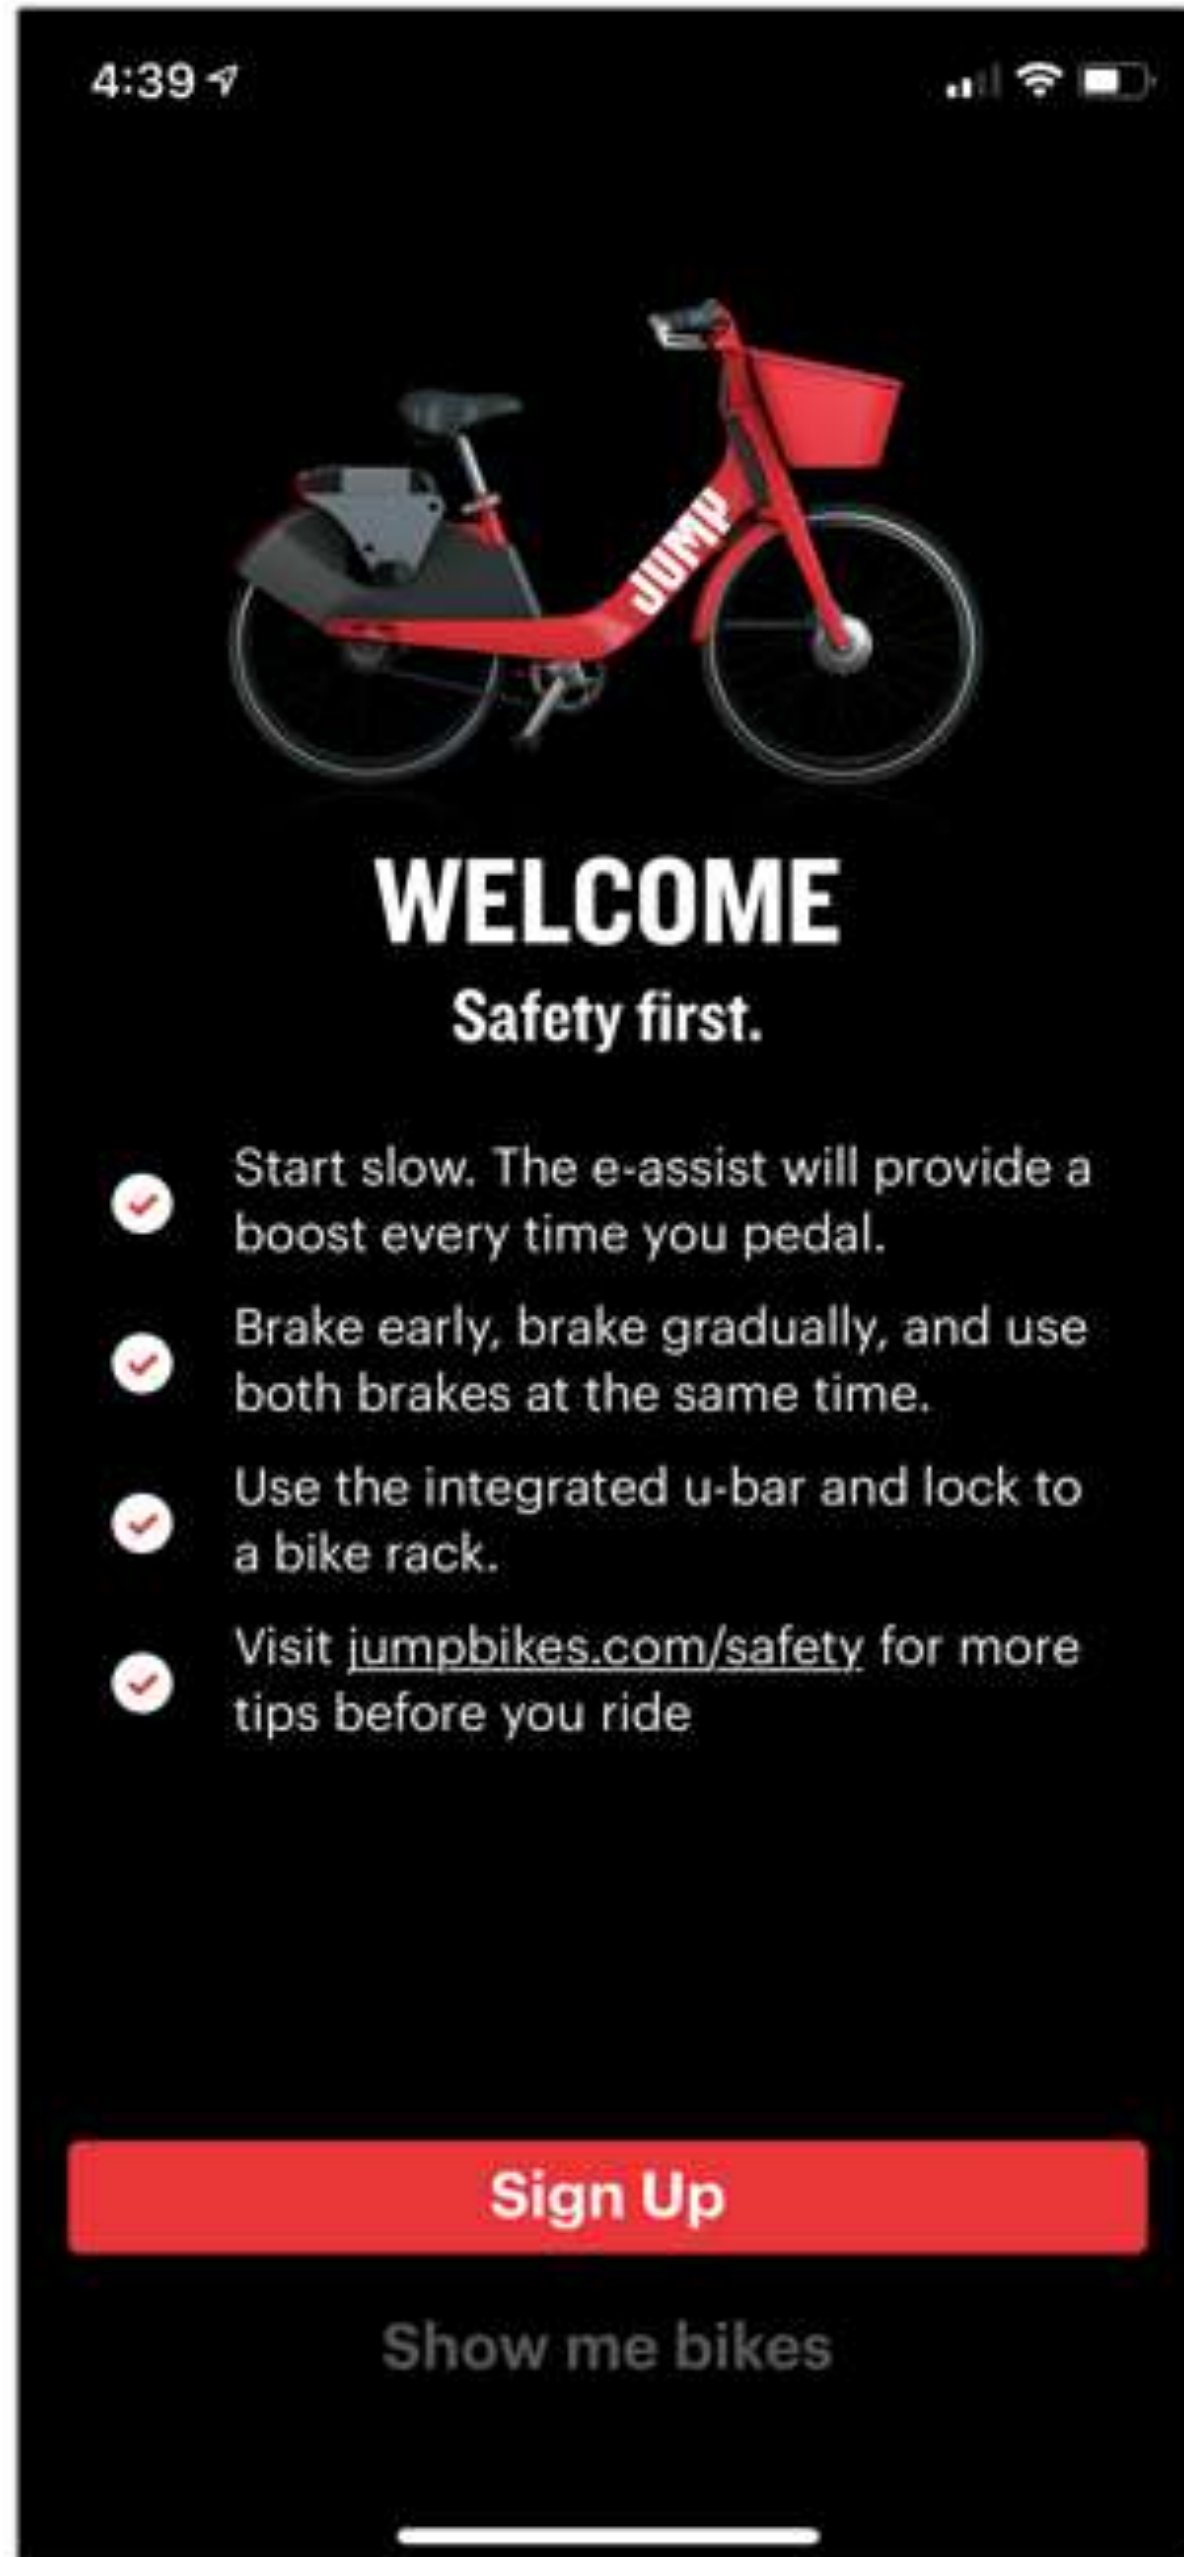 4:39
JUMP
WELCOME
Safety first.
Start slow. The e-assist will provide a
boost every time you pedal.
Brake early, brake gradually, and use
both brakes at the same time.
Use the integrated u-bar and lock to
a bike rack.
Visit jumpbikes.com/safety for more
tips before you ride
Sign Up
Show me bikes